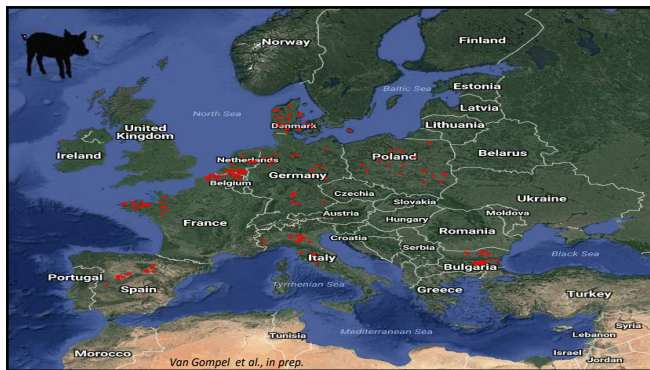 Norway
Finland
Estonia
Baltic Sea
Latvia
North Sea
Denmark
Lithuania
United
Kingdom
Ireland
Netherlands
Poland
Belarus
Germany
Belgium
Czechia
Ukraine
Slovakia
Austria
Moldova
France
Hungary
Romania
Croatia
Serbia
Italy
Black Sea
Bulgaria
Portugal
Spain
Tyrrhenian Sea
Greece
Turkey
Tunisia
Mediterranean Sea
Syria
Lebanon
Morocco
Israel
Jordan
Van Gompel et al., in prep.